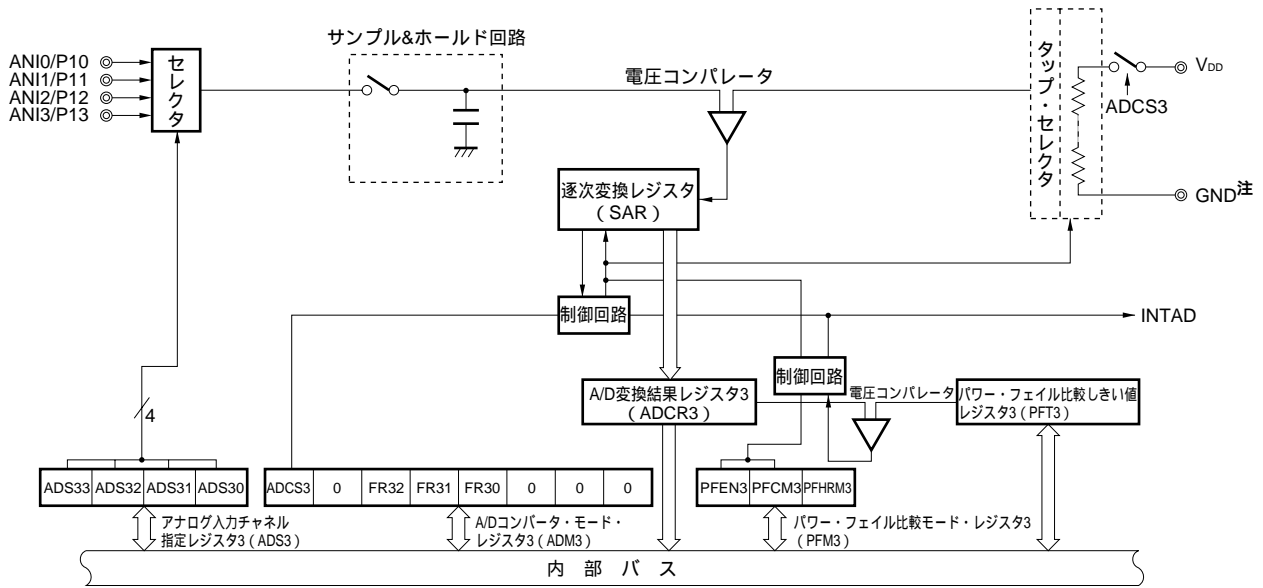 サンプル&ホールド回路
ANI0/P10
ANI1/P11
ANI2/P12
ANI3/P13
セレクタ
電圧コンパレータ
タップ・セレクタ
VDD
ADCS3
GND注
逐次変換レジスタ
(SAR)
制御回路
INTAD
制御回路
A/D変換結果レジスタ3
(ADCR3)
電圧コンパレータ
パワー・フェイル比較しきい値
レジスタ3(PFT3)
4
ADS33 ADS32 ADS31 ADS30
ADCS3 0 FR32 FR31 FR30 0 0 0
PFEN3 PFCM3 PFHRM3
アナログ入力チャネル
指定レジスタ3(ADS3)
A/Dコンバータ・モード・
レジスタ3(ADM3)
パワー・フェイル比較モード・レジスタ3
(PFM3)
内部バス